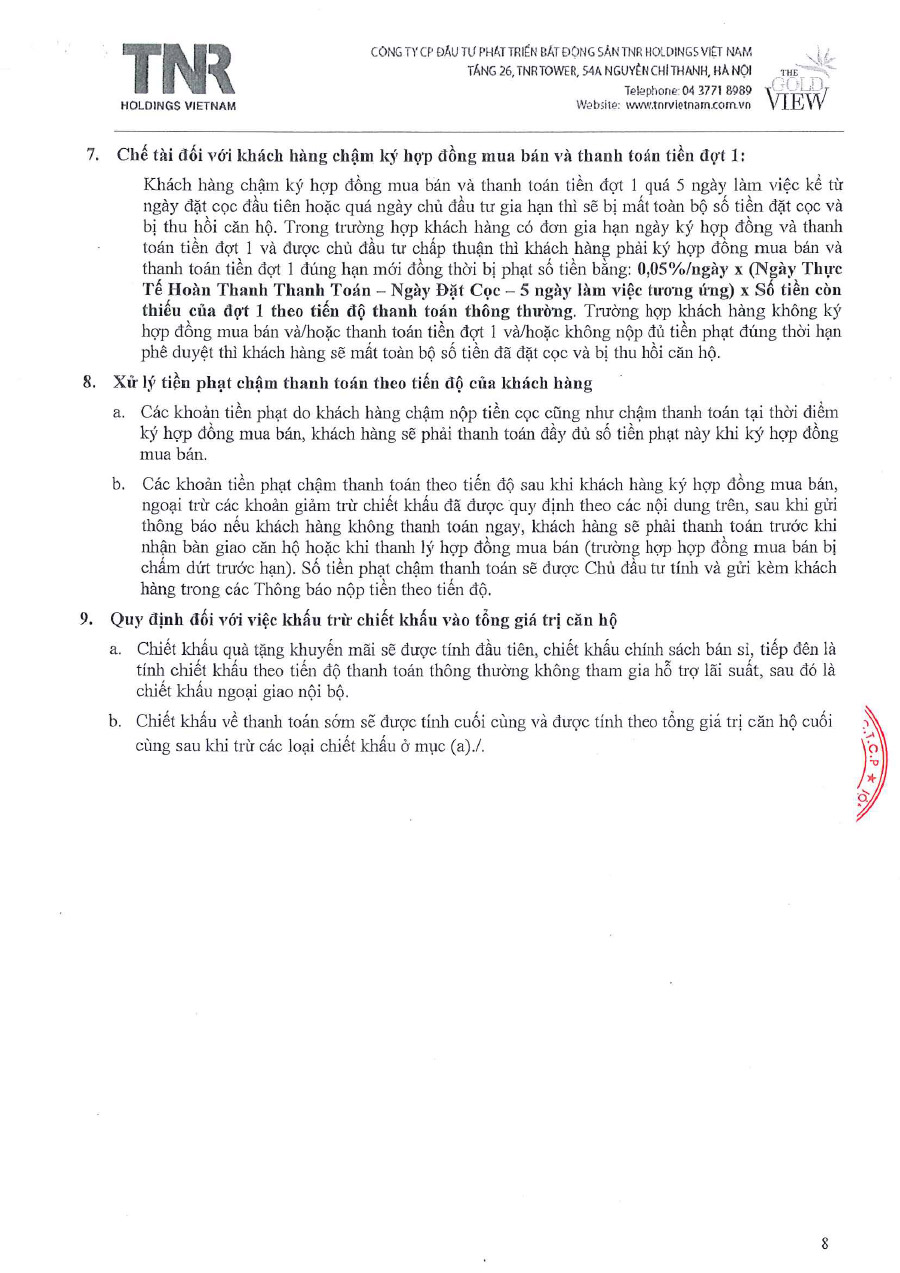 TNR
HOLDINGS VIETNAM
CÔNG TY CP ĐẦU TƯ PHÁT TRIỂN BẤT ĐỘNG SẢN TNR HOLDINGS VIỆT NAM
TẦNG 26, TNR TOWER, 54A NGUYỄN CHÍ THANH, HÀ NỘI
Telephone: 04 3771 8989
Website: www.tnrvietnam.com.vn
THE
GOLD
VIEW
7. Chế tài đối với khách hàng chậm ký hợp đồng mua bán và thanh toán tiền đợt 1:
Khách hàng chậm ký hợp đồng mua bán và thanh toán tiền đợt 1 quá 5 ngày làm việc kể từ
ngày đặt cọc đầu tiên hoặc quá ngày chủ đầu tư gia hạn thì sẽ bị mất toàn bộ số tiền đặt cọc và
bị thu hồi căn hộ. Trong trường hợp khách hàng có đơn gia hạn ngày ký hợp đồng và thanh
toán tiền đợt 1 và được chủ đầu tư chấp thuận thì khách hàng phải ký hợp đồng mua bán và
thanh toán tiền đợt 1 đúng hạn mới đồng thời bị phạt số tiền bằng: 0,05%/ngày x (Ngày Thực
Tế Hoàn Thanh Thanh Toán – Ngày Đặt Cọc – 5 ngày làm việc tương ứng) x Số tiền còn
thiếu của đợt 1 theo tiến độ thanh toán thông thường. Trường hợp khách hàng không ký
hợp đồng mua bán và/hoặc thanh toán tiền đợt 1 và/hoặc không nộp đủ tiền phạt đúng thời hạn
phê duyệt thì khách hàng sẽ mất toàn bộ số tiền đã đặt cọc và bị thu hồi căn hộ.
8. Xử lý tiền phạt chậm thanh toán theo tiến độ của khách hàng
a. Các khoản tiền phạt do khách hàng chậm nộp tiền cọc cũng như chậm thanh toán tại thời điểm
ký hợp đồng mua bán, khách hàng sẽ phải thanh toán đầy đủ số tiền phạt này khi ký hợp đồng
mua bán.
b. Các khoản tiền phạt chậm thanh toán theo tiến độ sau khi khách hàng ký hợp đồng mua bán,
ngoại trừ các khoản giảm trừ chiết khấu đã được quy định theo các nội dung trên, sau khi gửi
thông báo nếu khách hàng không thanh toán ngay, khách hàng sẽ phải thanh toán trước khi
nhận bàn giao căn hộ hoặc khi thanh lý hợp đồng mua bán (trường hợp hợp đồng mua bán bị
chấm dứt trước hạn). Số tiền phạt chậm thanh toán sẽ được Chủ đầu tư tính và gửi kèm khách
hàng trong các Thông báo nộp tiền theo tiến độ.
9. Quy định đối với việc khấu trừ chiết khấu vào tổng giá trị căn hộ
a. Chiết khấu quà tặng khuyến mãi sẽ được tính đầu tiên, chiết khấu chính sách bán sỉ, tiếp đên là
tính chiết khấu theo tiến độ thanh toán thông thường không tham gia hỗ trợ lãi suất, sau đó là
chiết khấu ngoại giao nội bộ.
b. Chiết khấu về thanh toán sớm sẽ được tính cuối cùng và được tính theo tổng giá trị căn hộ cuối
cùng sau khi trừ các loại chiết khấu ở mục (a)./.
.T.C.P ★
8